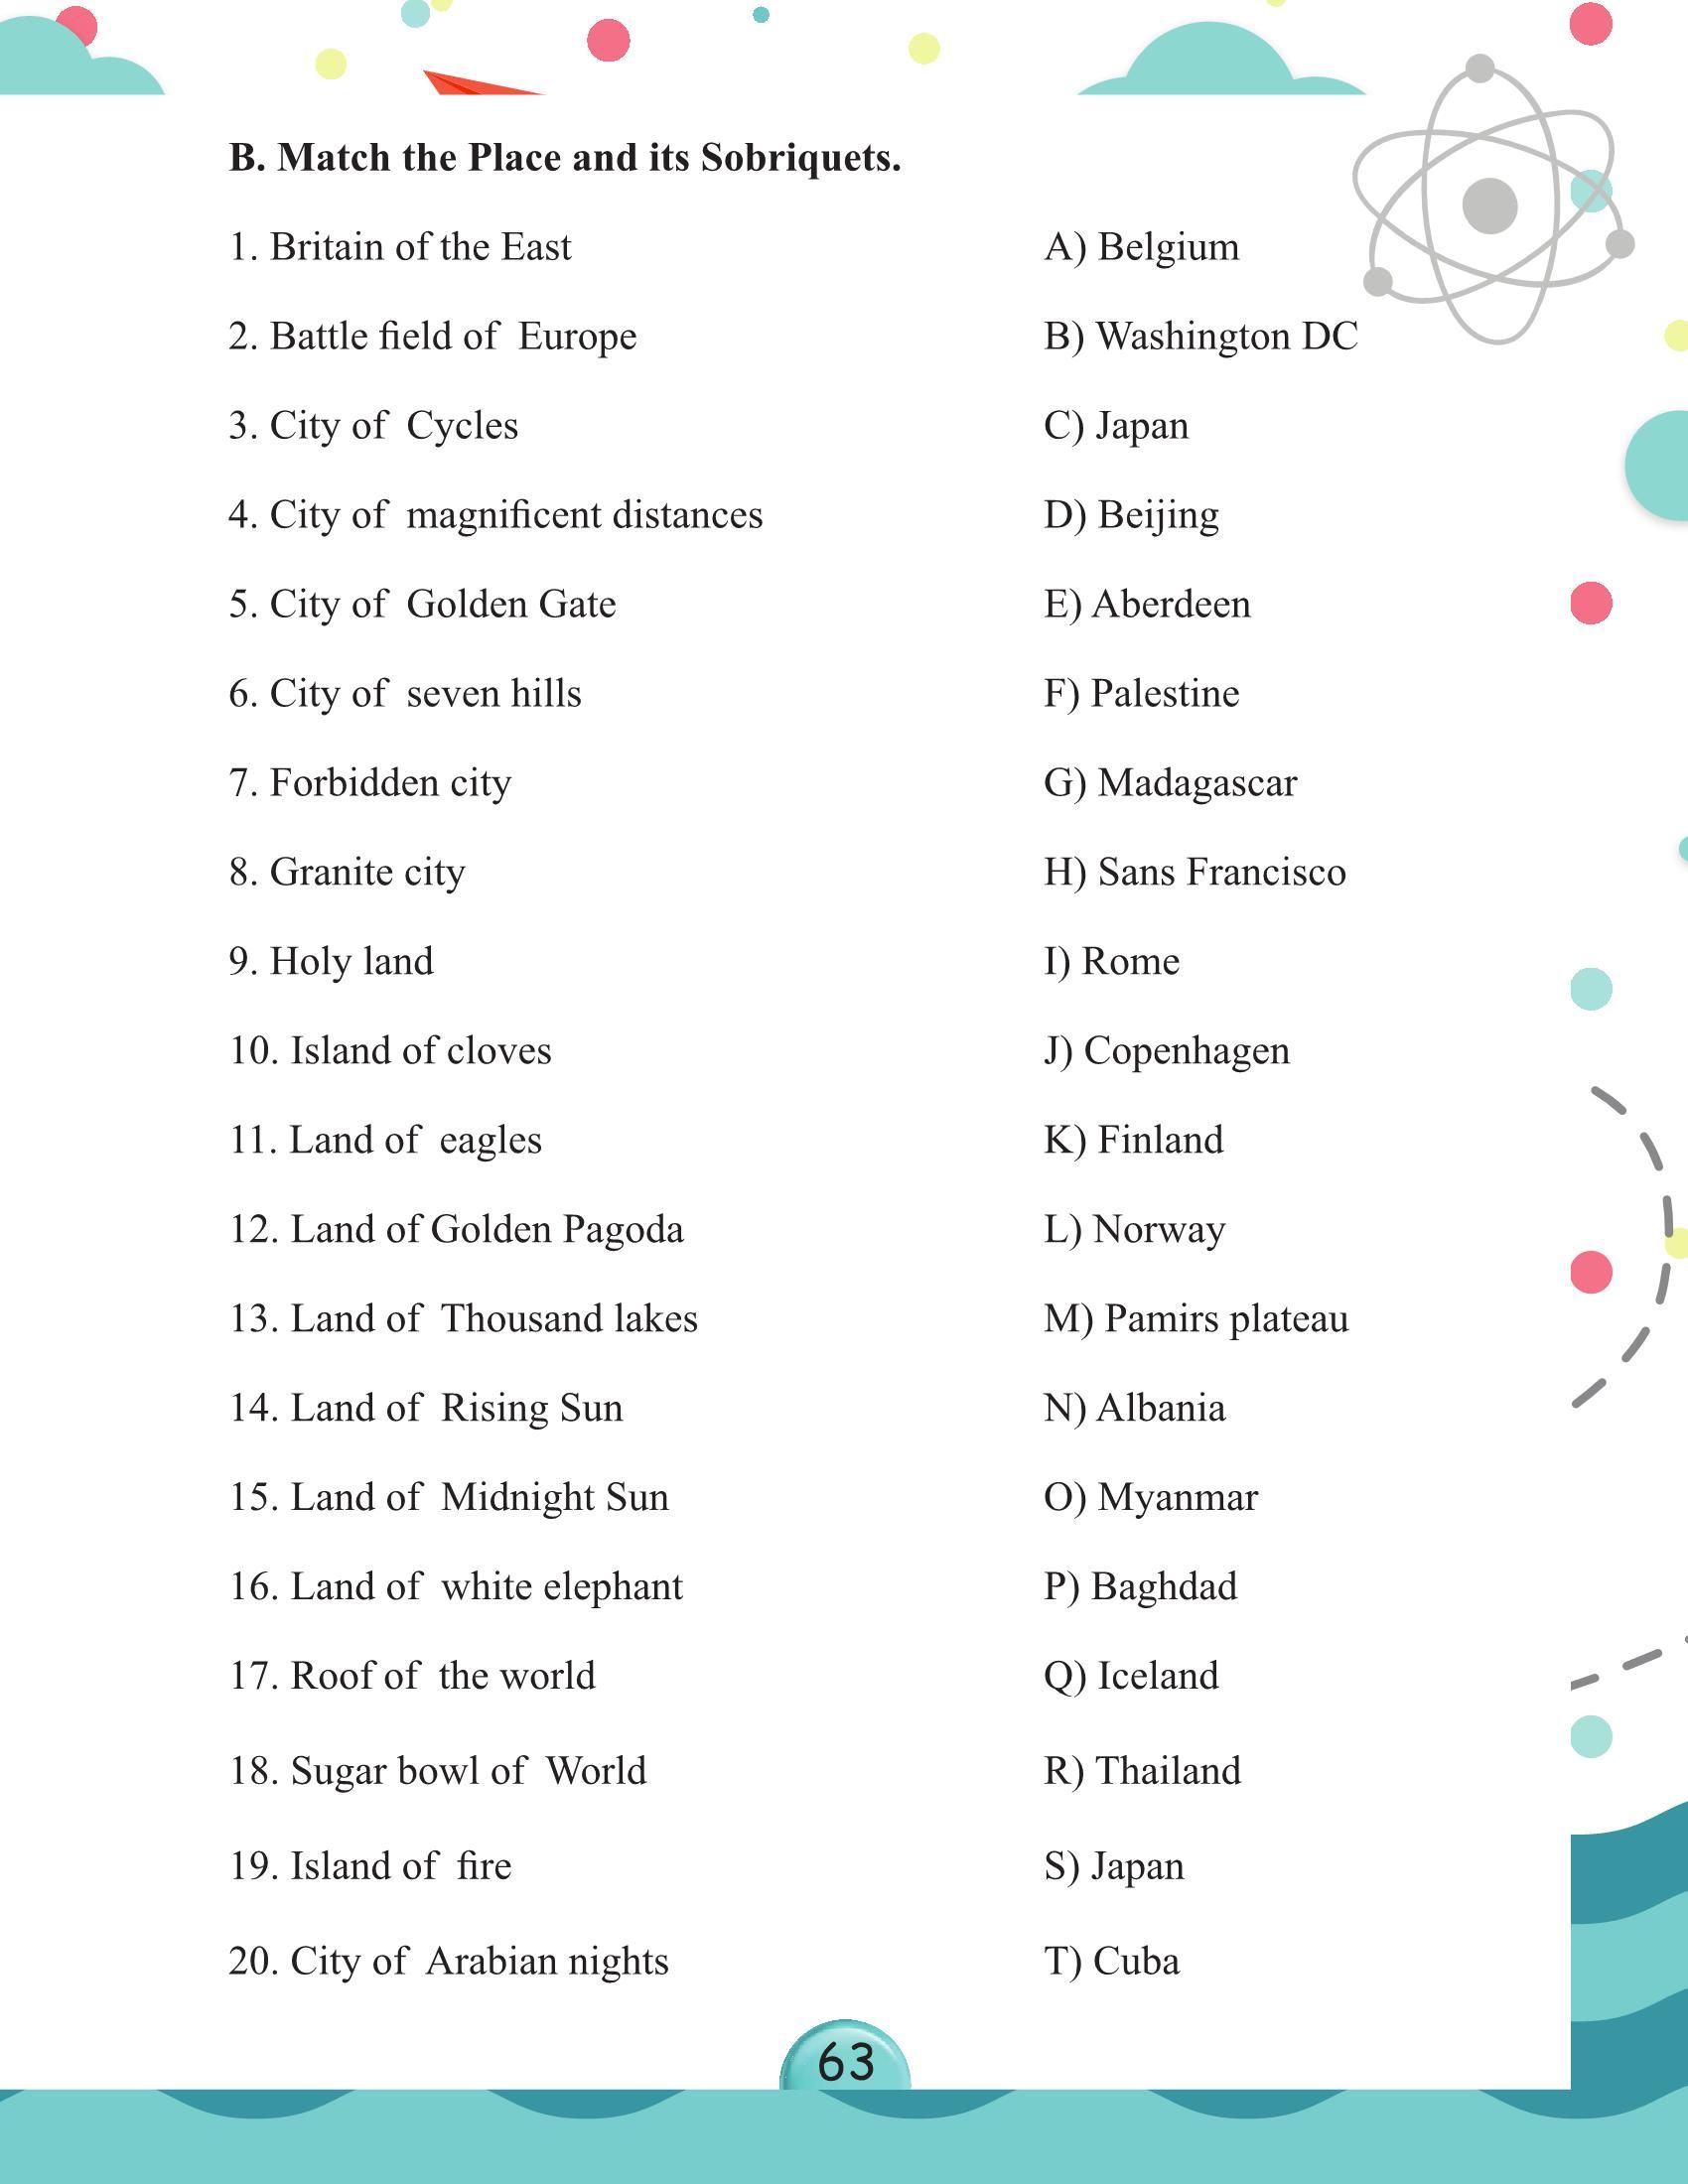 B. Match the Place and its Sobriquets.
1. Britain of the East A) Belgium
2. Battle field of Europe B) Washington DC
3. City of Cycles C) Japan
4. City of magnificent distances D) Beijing
5. City of Golden Gate E) Aberdeen
6. City of seven hills F) Palestine
7. Forbidden city G) Madagascar
8. Granite city H) Sans Francisco
9. Holy land I) Rome
10. Island of cloves J) Copenhagen
11. Land of eagles K) Finland
12. Land of Golden Pagoda L) Norway
13. Land of Thousand lakes M) Pamirs plateau
14. Land of Rising Sun N) Albania
15. Land of Midnight Sun O) Myanmar
16. Land of white elephant P) Baghdad
17. Roof of the world Q) Iceland
18. Sugar bowl of World R) Thailand
19. Island of fire S) Japan
20. City of Arabian nights T) Cuba
63